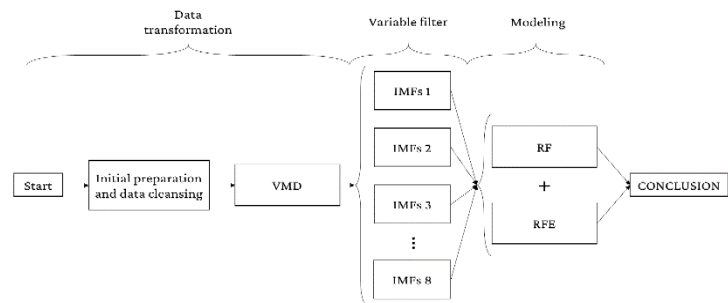 Data
transformation
Variable filter
Modeling
Start
Initial preparation
and data cleansing
VMD
IMFs 1
IMFs 2
IMFs 3
⋮
IMFs 8
RF
+
RFE
CONCLUSION